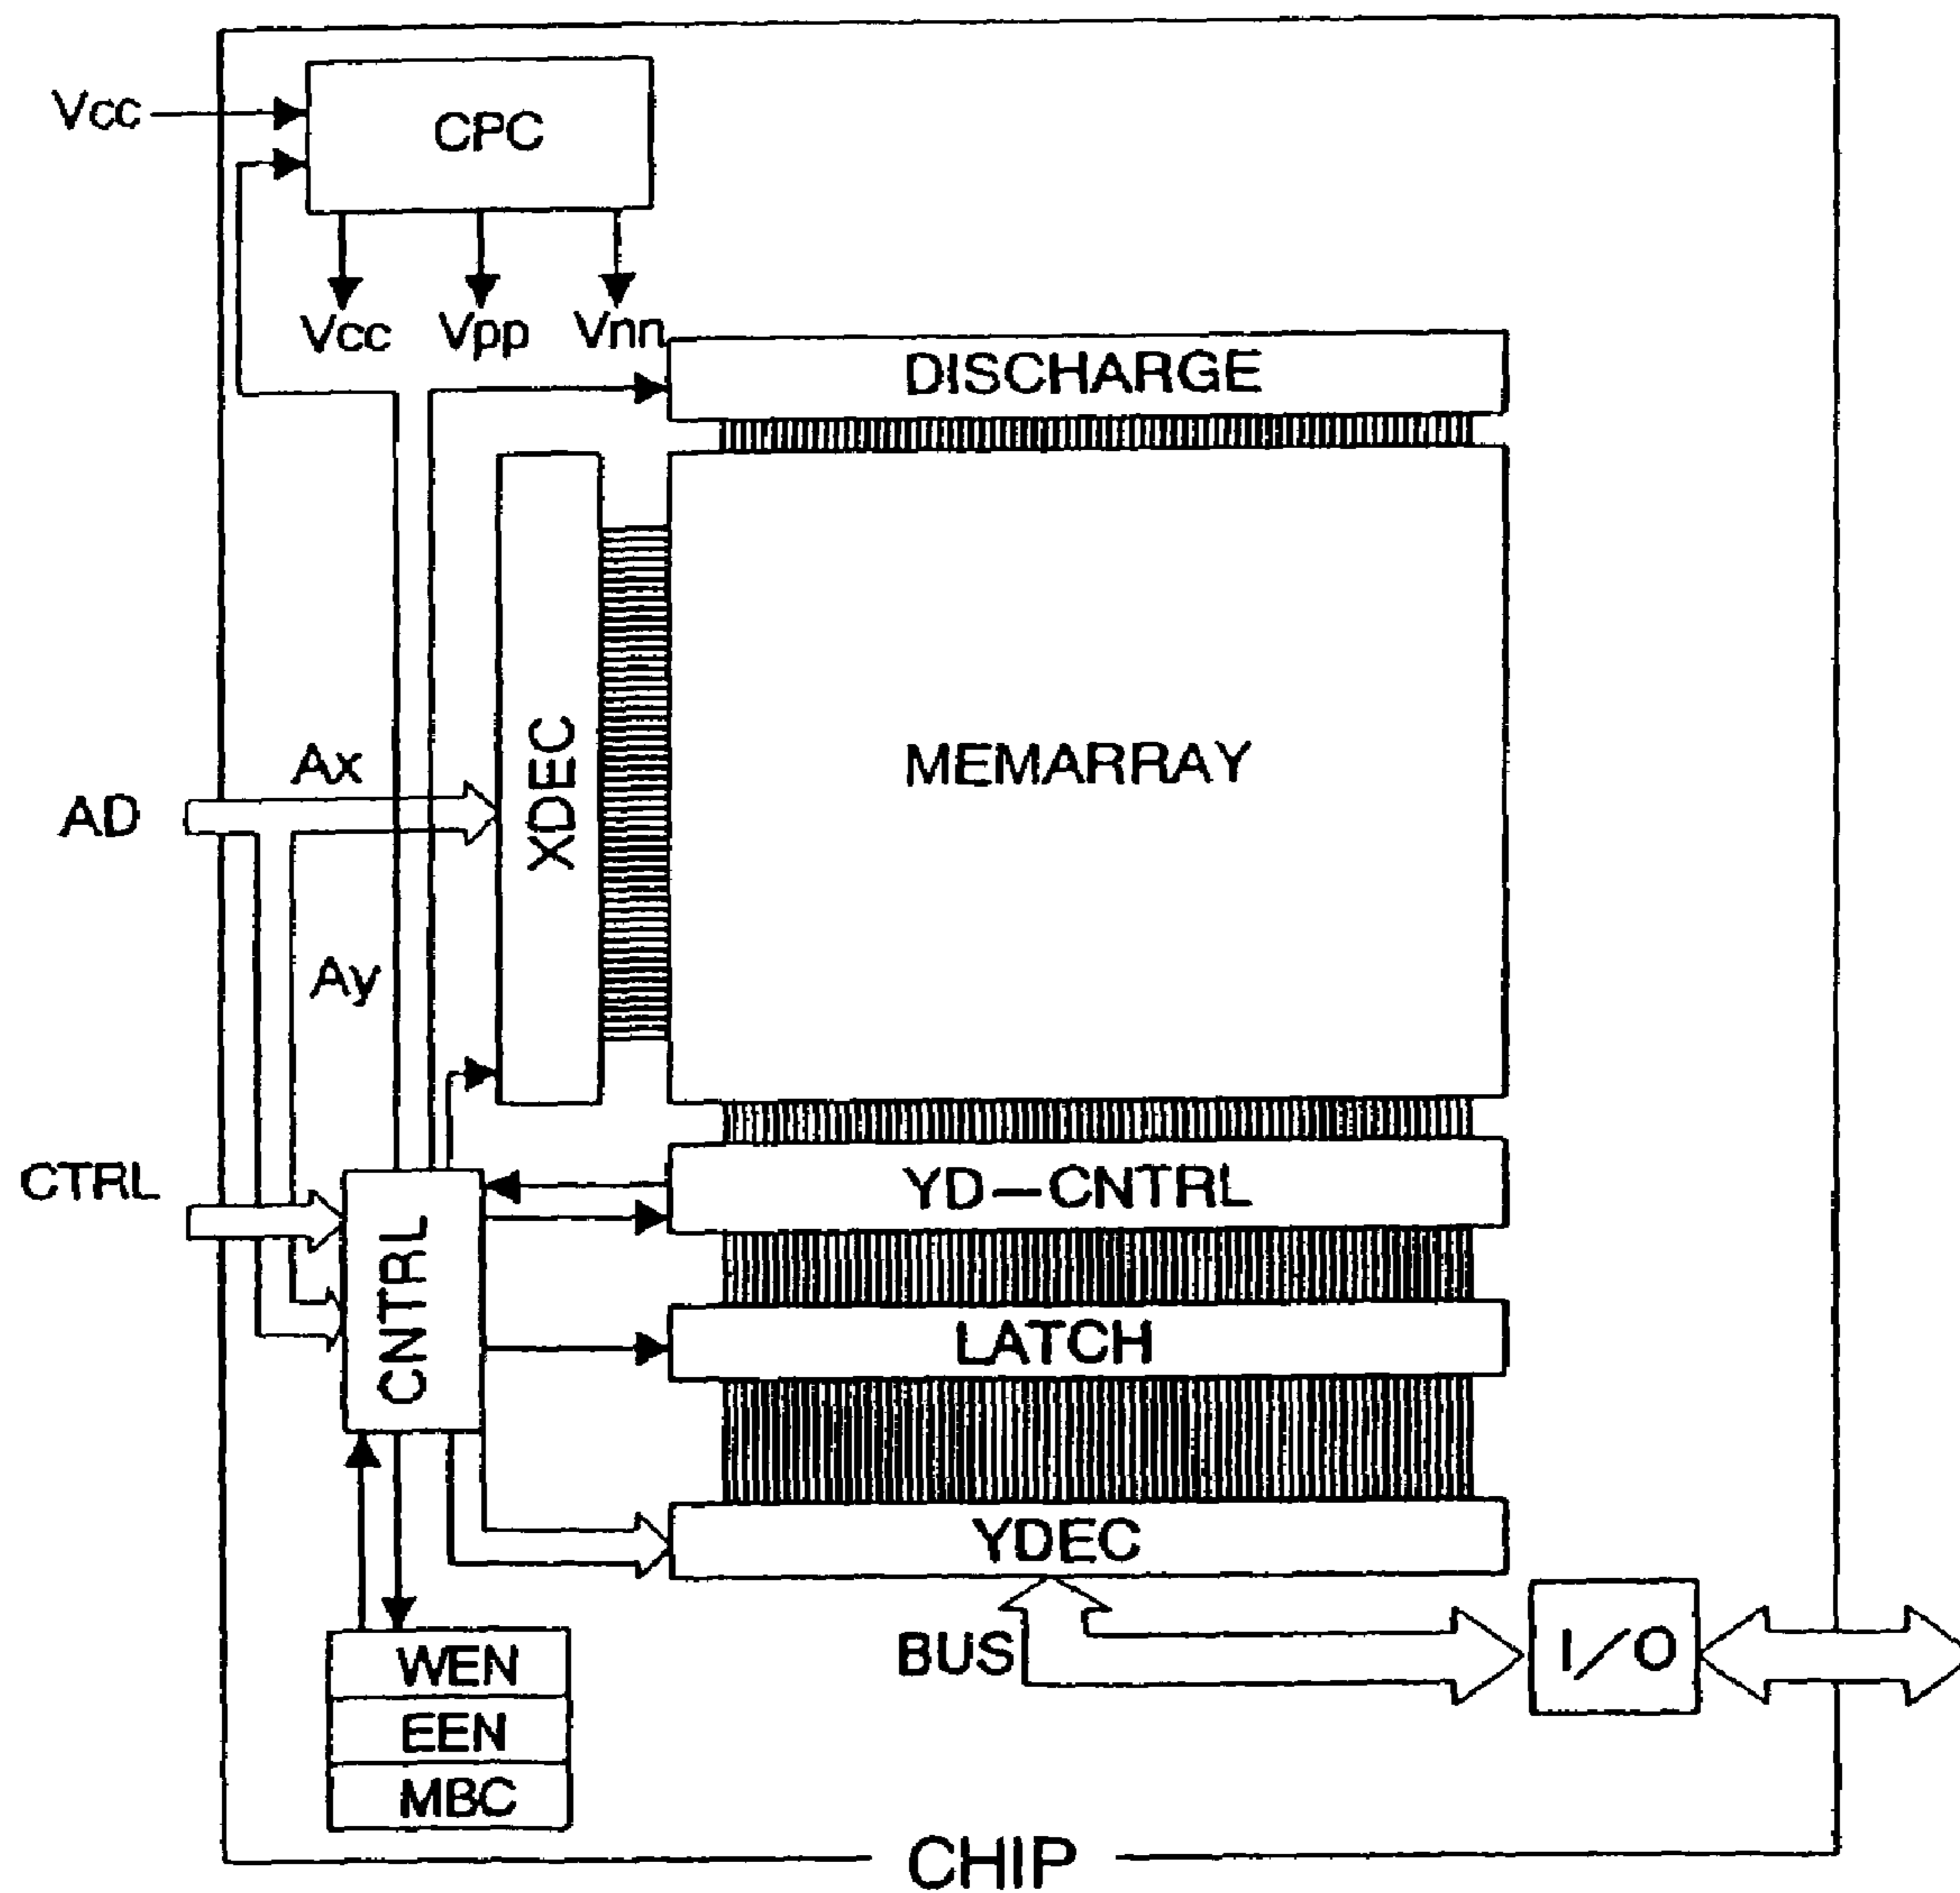 Vcc
CPC
Vcc
Vpp
Vnn
DISCHARGE
Ax
AD
XDEC
MEMARRAY
Ay
CTRL
CNTRL
YD—CNTRL
LATCH
YDEC
BUS
I/O
WEN
EEN
MBC
CHIP